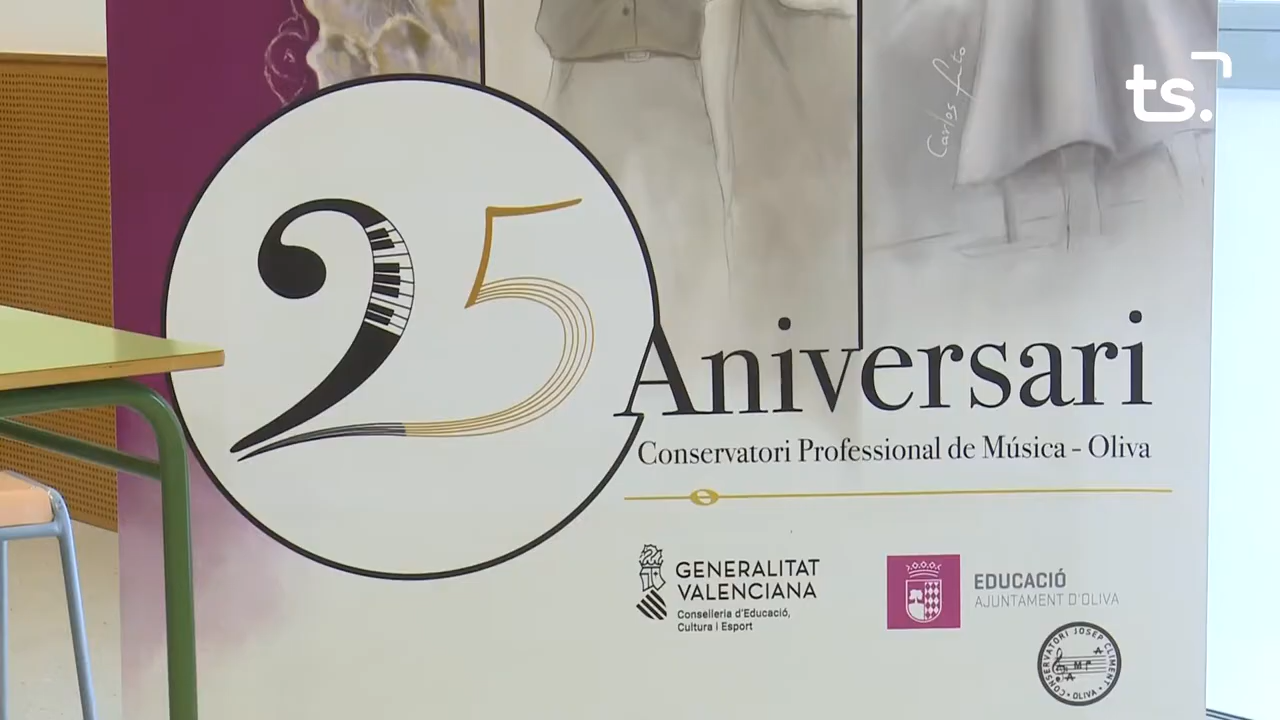 ts.
Carlos
25
Aniversari
Conservatori Professional de Música - Oliva
GENERALITAT
VALENCIANA
Conselleria d'Educació,
Cultura i Esport
EDUCACIÓ
AJUNTAMENT D'OLIVA
CONSERVATORI JOSEP CLIMENT
· OLIVA ·